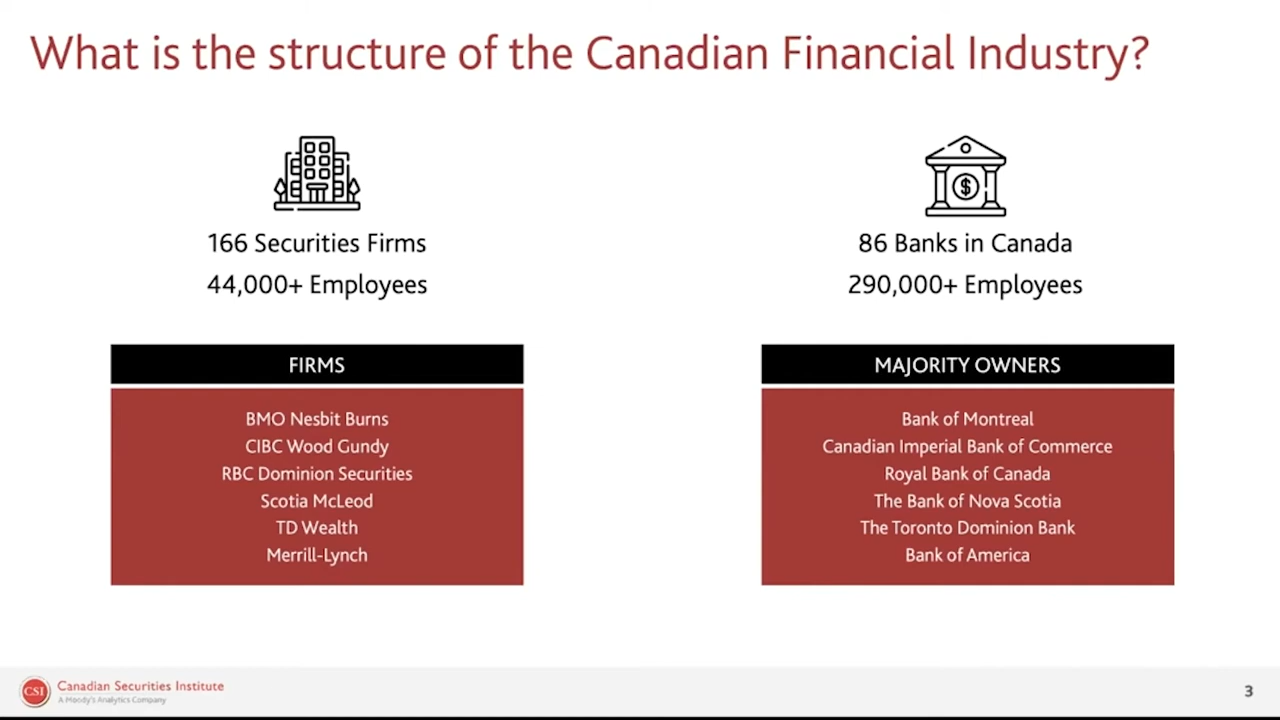 What is the structure of the Canadian Financial Industry?
166 Securities Firms
44,000+ Employees
FIRMS
BMO Nesbit Burns
CIBC Wood Gundy
RBC Dominion Securities
Scotia McLeod
TD Wealth
Merrill-Lynch
$
86 Banks in Canada
290,000+ Employees
MAJORITY OWNERS
Bank of Montreal
Canadian Imperial Bank of Commerce
Royal Bank of Canada
The Bank of Nova Scotia
The Toronto Dominion Bank
Bank of America
CSI
Canadian Securities Institute
A Moody's Analytics Company
3